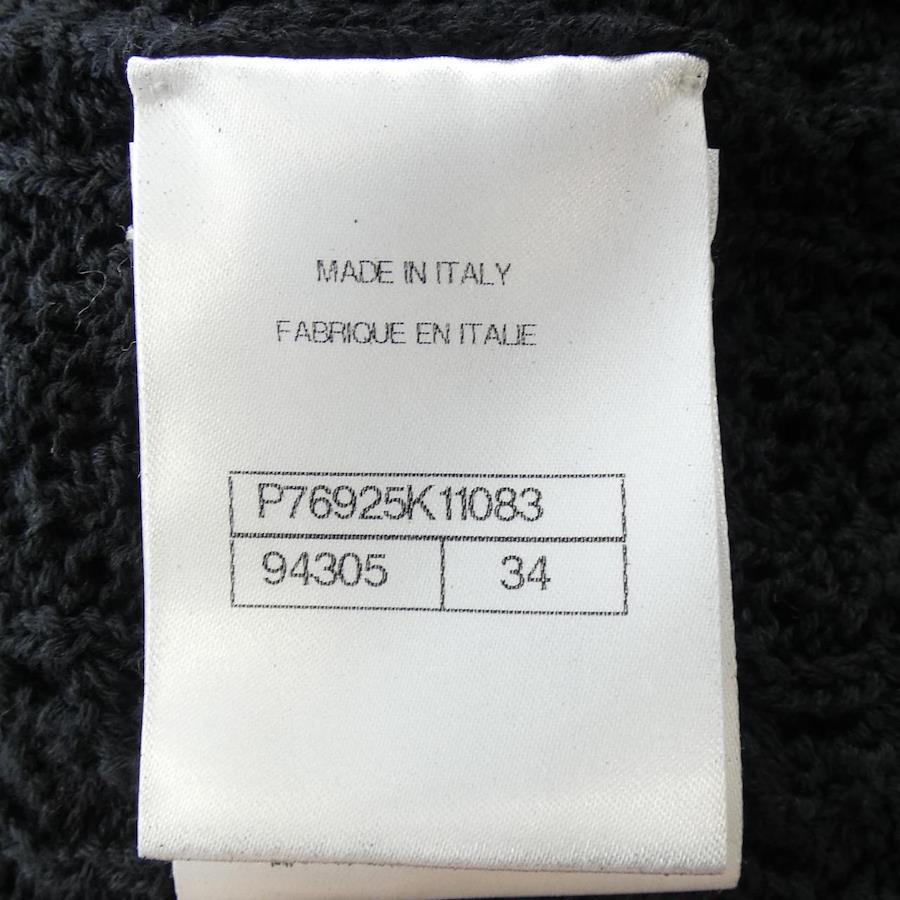 MADE IN ITALY
FABRIQUE EN ITALIE
P76925K11083
94305 34